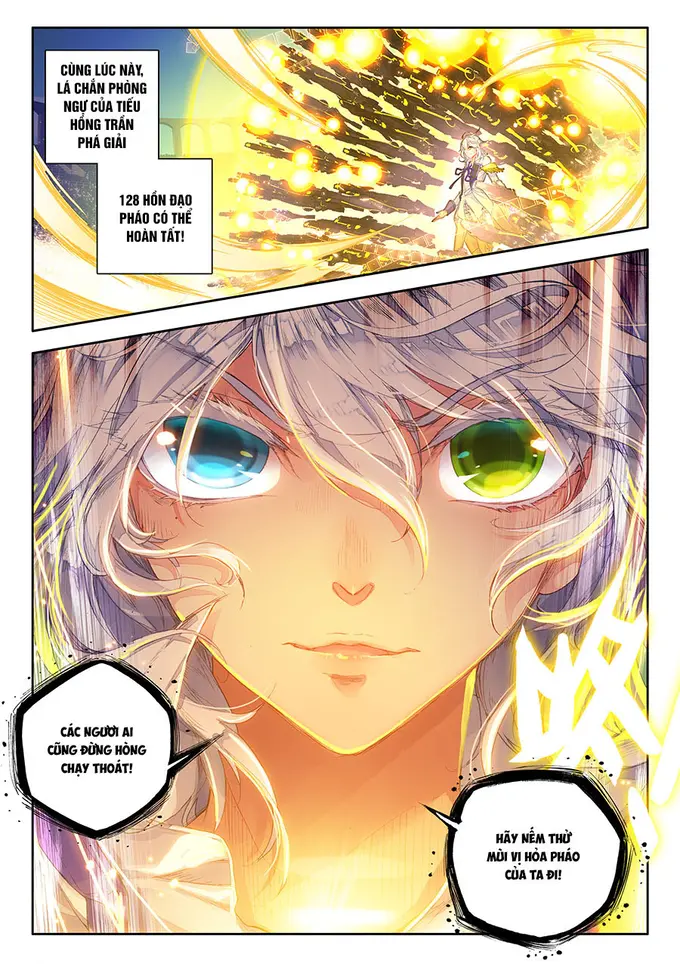 CÙNG LÚC NÀY,
LÁ CHẮN PHÒNG
NGỰ CỦA TIẾU
HỒNG TRẦN
PHÁ GIẢI
128 HỒN ĐẠO
PHÁO CÓ THỂ
HOÀN TẤT!
CÁC NGƯƠI AI
CŨNG ĐỪNG HÒNG
CHẠY THOÁT!
HÃY NẾM THỬ
MÙI VỊ HỎA PHÁO
CỦA TA ĐI!